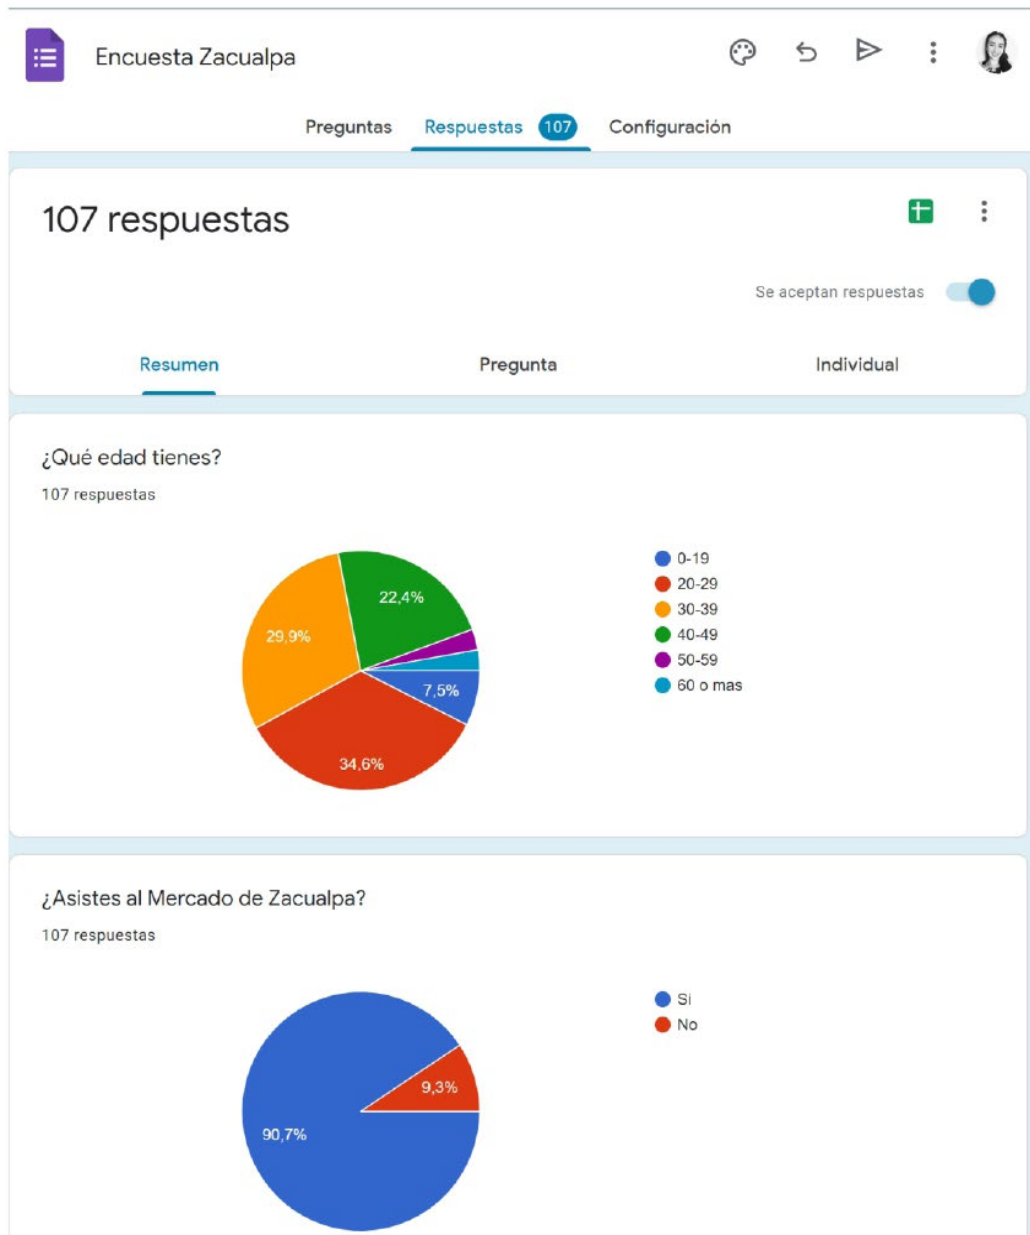 Encuesta Zacualpa
Preguntas Respuestas 107 Configuración
107 respuestas
Se aceptan respuestas
Resumen Pregunta Individual
¿Qué edad tienes?
107 respuestas
0-19
20-29
30-39
40-49
50-59
60 o mas
22,4%
29,9%
7,5%
34,6%
¿Asistes al Mercado de Zacualpa?
107 respuestas
Si
No
9,3%
90,7%